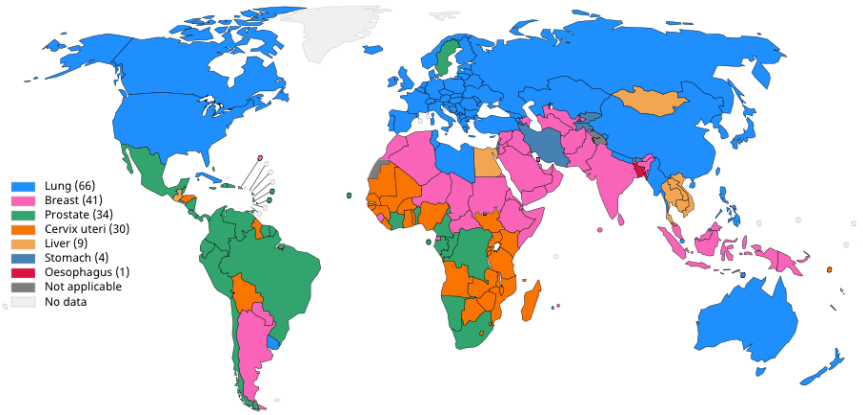 Lung (66)
Breast (41)
Prostate (34)
Cervix uteri (30)
Liver (9)
Stomach (4)
Oesophagus (1)
Not applicable
No data